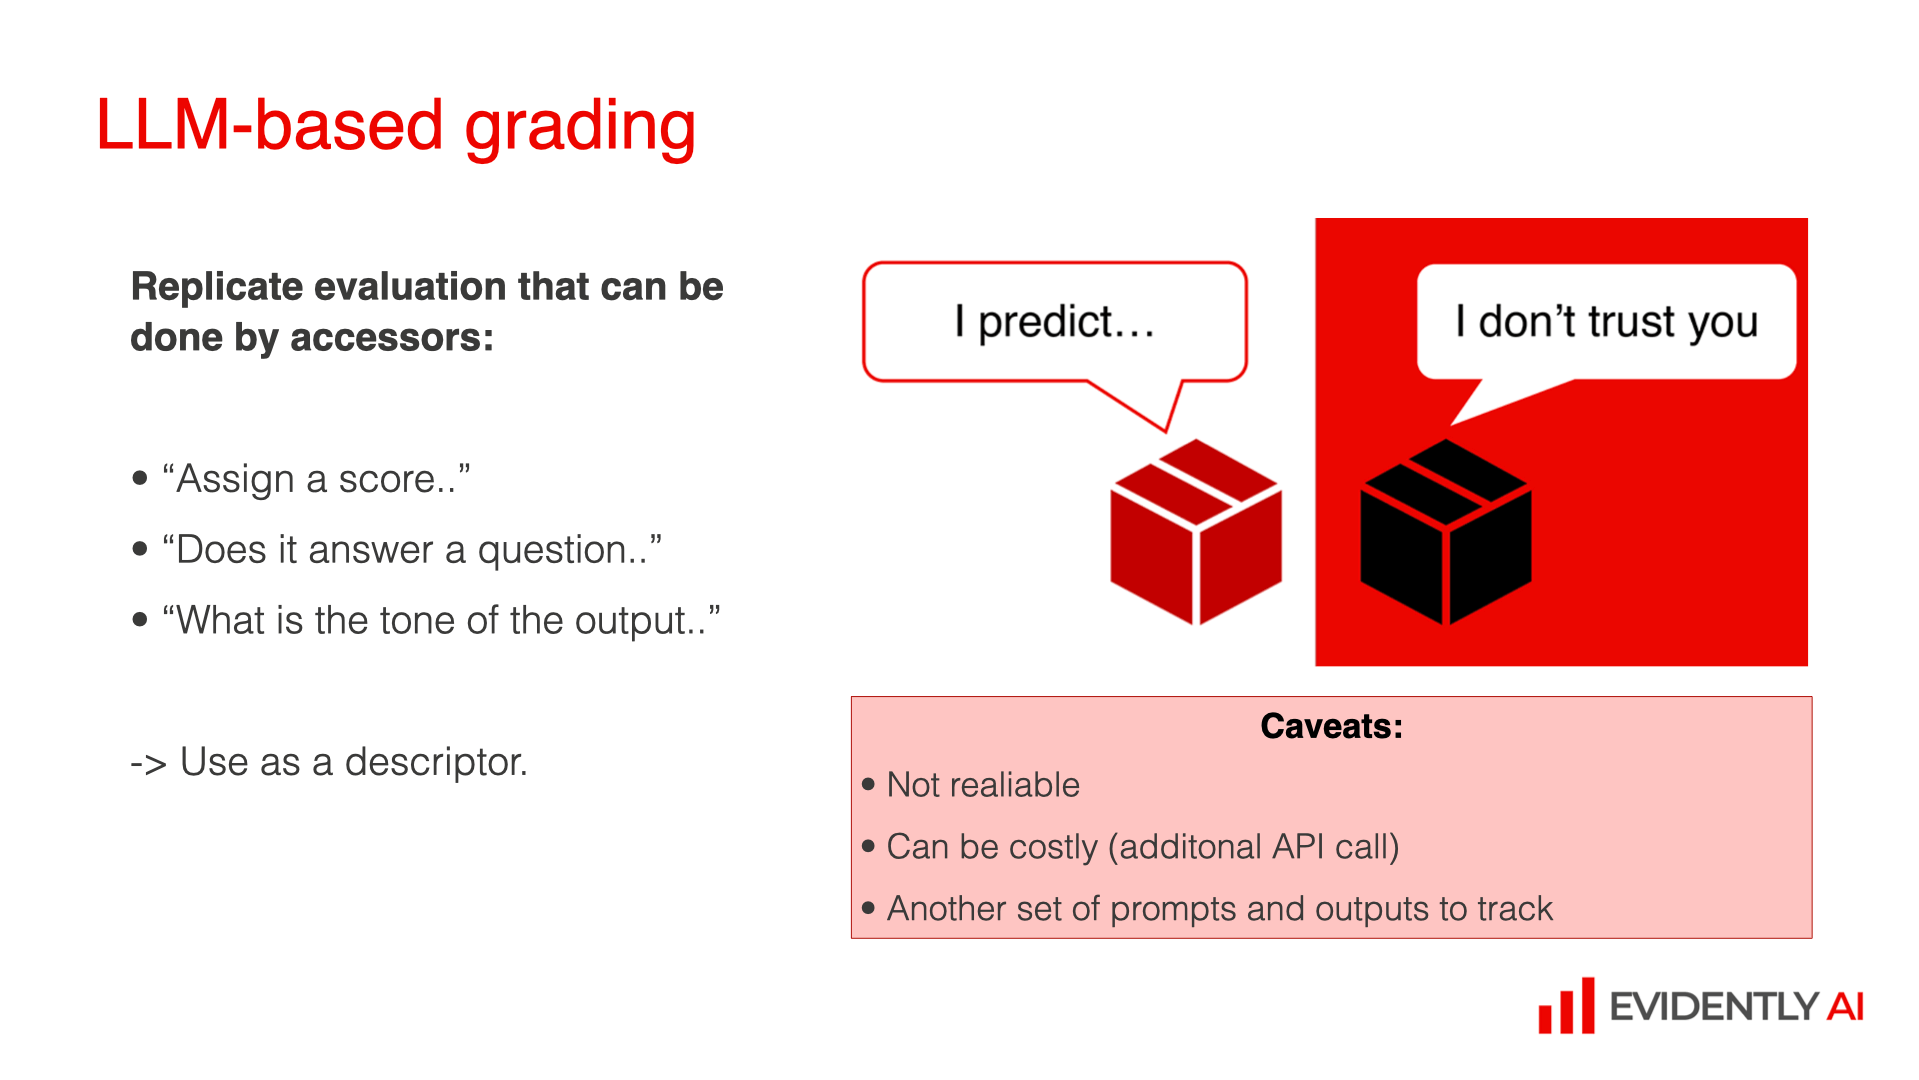 LLM-based grading
Replicate evaluation that can be
done by accessors:
• “Assign a score..”
• “Does it answer a question..”
• “What is the tone of the output..”
-> Use as a descriptor.
I predict…
I don’t trust you
Caveats:
• Not realiable
• Can be costly (additonal API call)
• Another set of prompts and outputs to track
EVIDENTLY AI